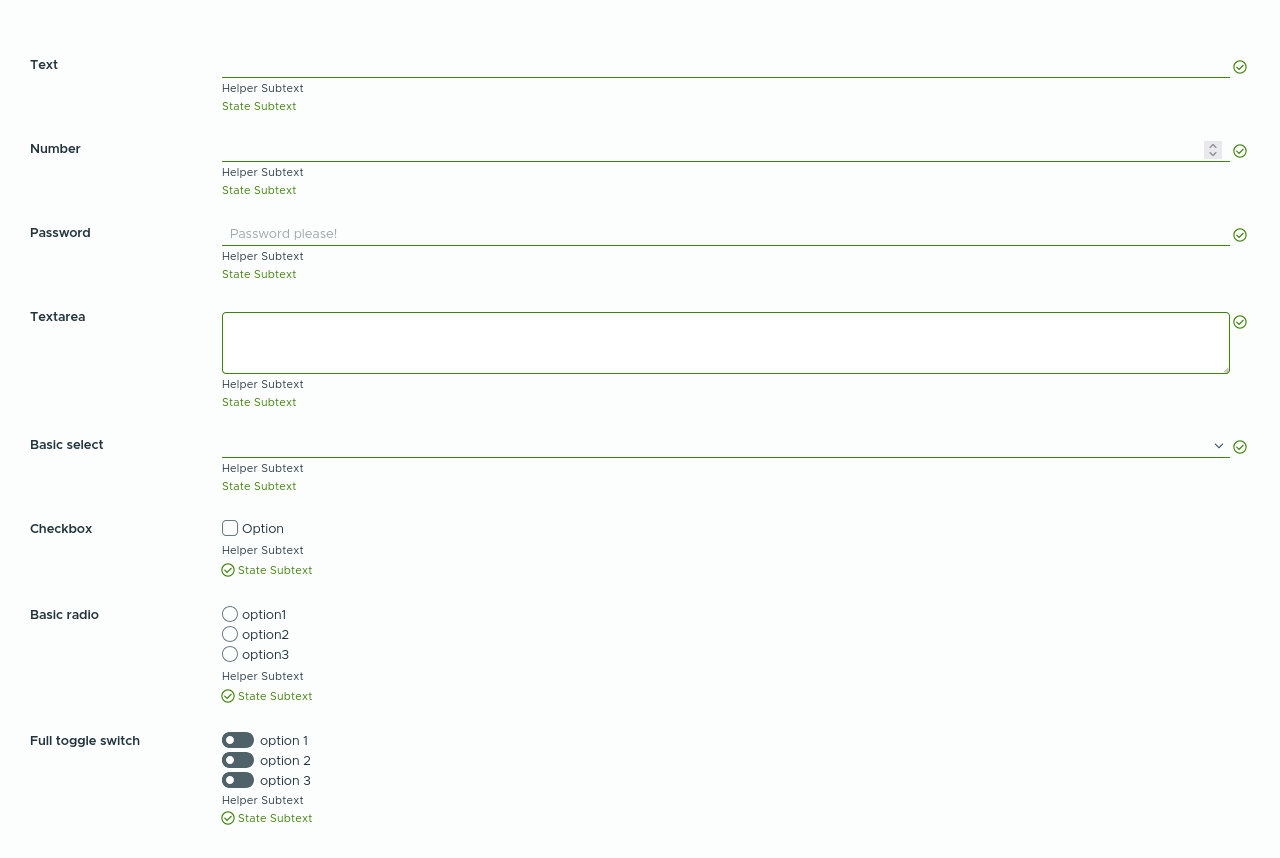 Text
Helper Subtext
State Subtext
Number
Helper Subtext
State Subtext
Password
Password please!
Helper Subtext
State Subtext
Textarea
Helper Subtext
State Subtext
Basic select
Helper Subtext
State Subtext
Checkbox
Option
Helper Subtext
State Subtext
Basic radio
option1
option2
option3
Helper Subtext
State Subtext
Full toggle switch
option 1
option 2
option 3
Helper Subtext
State Subtext